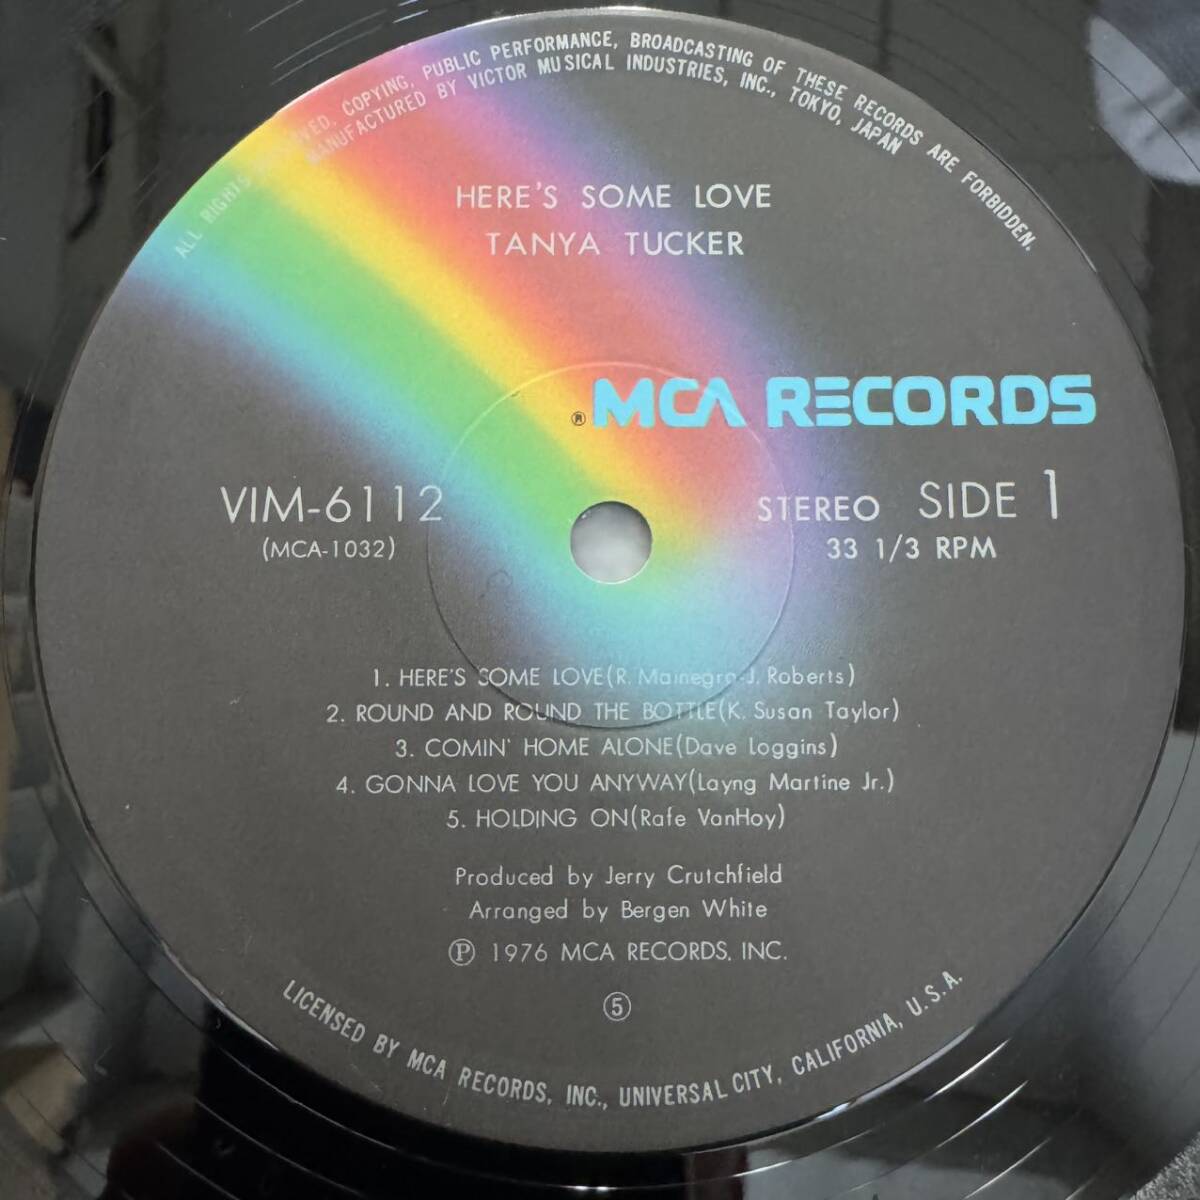 ALL RIGHTS RESERVED, COPYING, PUBLIC PERFORMANCE, BROADCASTING OF THESE RECORDS ARE FORBIDDEN.
MANUFACTURED BY VICTOR MUSICAL INDUSTRIES, INC., TOKYO, JAPAN
HERE'S SOME LOVE
TANYA TUCKER
® MCA RECORDS
VIM-6112
(MCA-1032)
STEREO SIDE 1
33 1/3 RPM
1. HERE'S SOME LOVE(R. Mainegra-J. Roberts)
2. ROUND AND ROUND THE BOTTLE(K. Susan Taylor)
3. COMIN' HOME ALONE(Dave Loggins)
4. GONNA LOVE YOU ANYWAY(Layng Martine Jr.)
5. HOLDING ON(Rafe VanHoy)
Produced by Jerry Crutchfield
Arranged by Bergen White
Ⓟ 1976 MCA RECORDS, INC.
⑤
LICENSED BY MCA RECORDS, INC., UNIVERSAL CITY, CALIFORNIA, U.S.A.